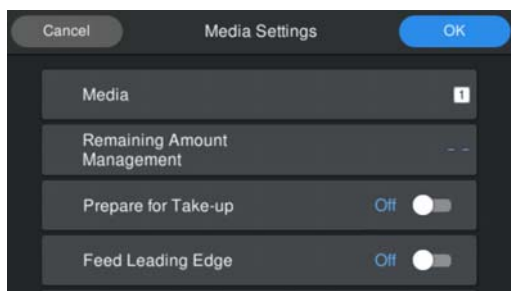 Cancel Media Settings OK
Media 1
Remaining Amount
Management - -
Prepare for Take-up Off
Feed Leading Edge Off